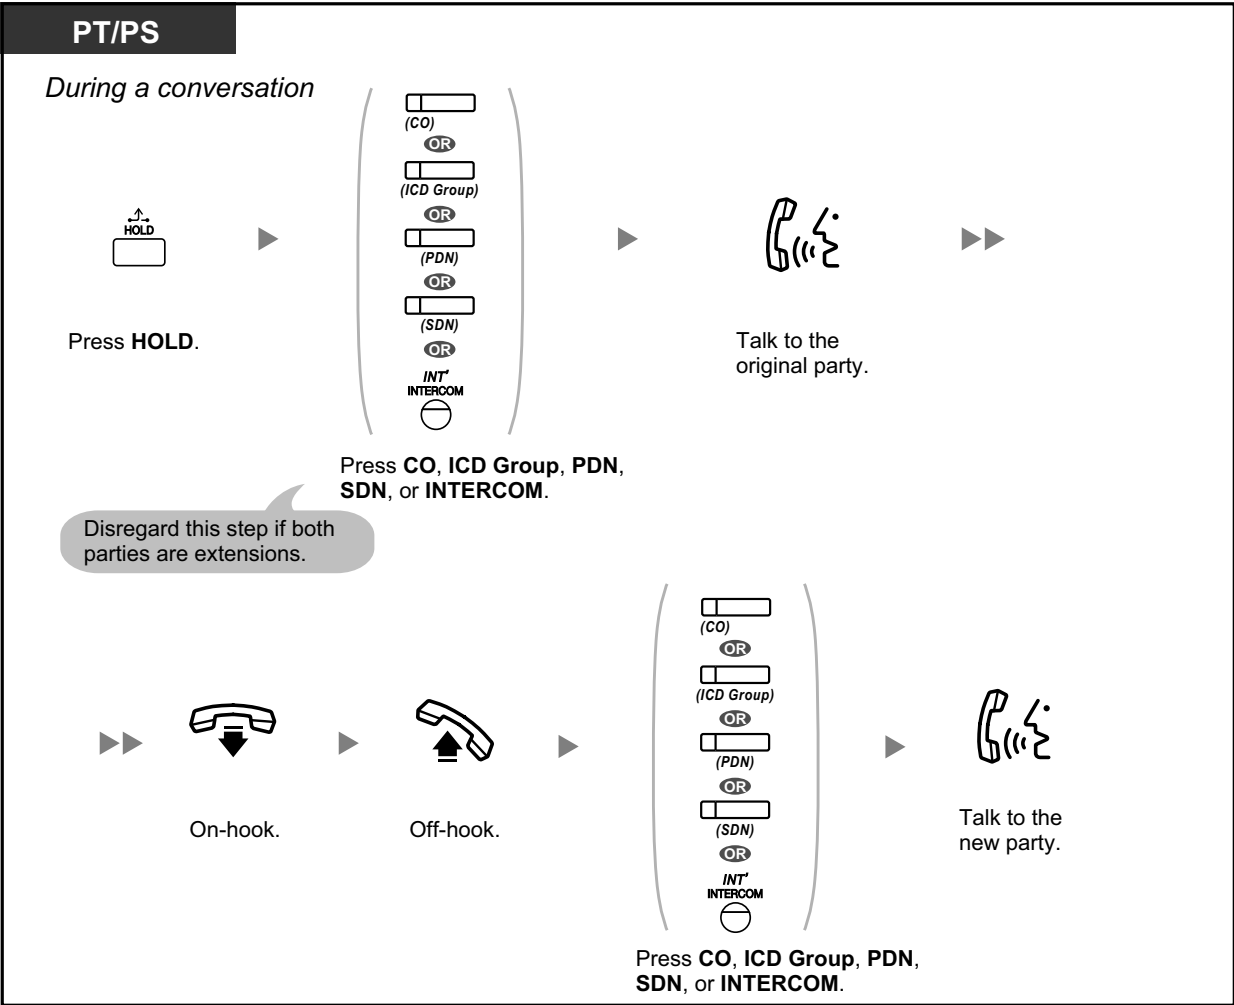 PT/PS
During a conversation
HOLD
Press HOLD.
(CO)
OR
(ICD Group)
OR
(PDN)
OR
(SDN)
OR
INT'
INTERCOM
Press CO, ICD Group, PDN,
SDN, or INTERCOM.
Disregard this step if both
parties are extensions.
Talk to the
original party.
On-hook.
Off-hook.
(CO)
OR
(ICD Group)
OR
(PDN)
OR
(SDN)
OR
INT'
INTERCOM
Press CO, ICD Group, PDN,
SDN, or INTERCOM.
Talk to the
new party.